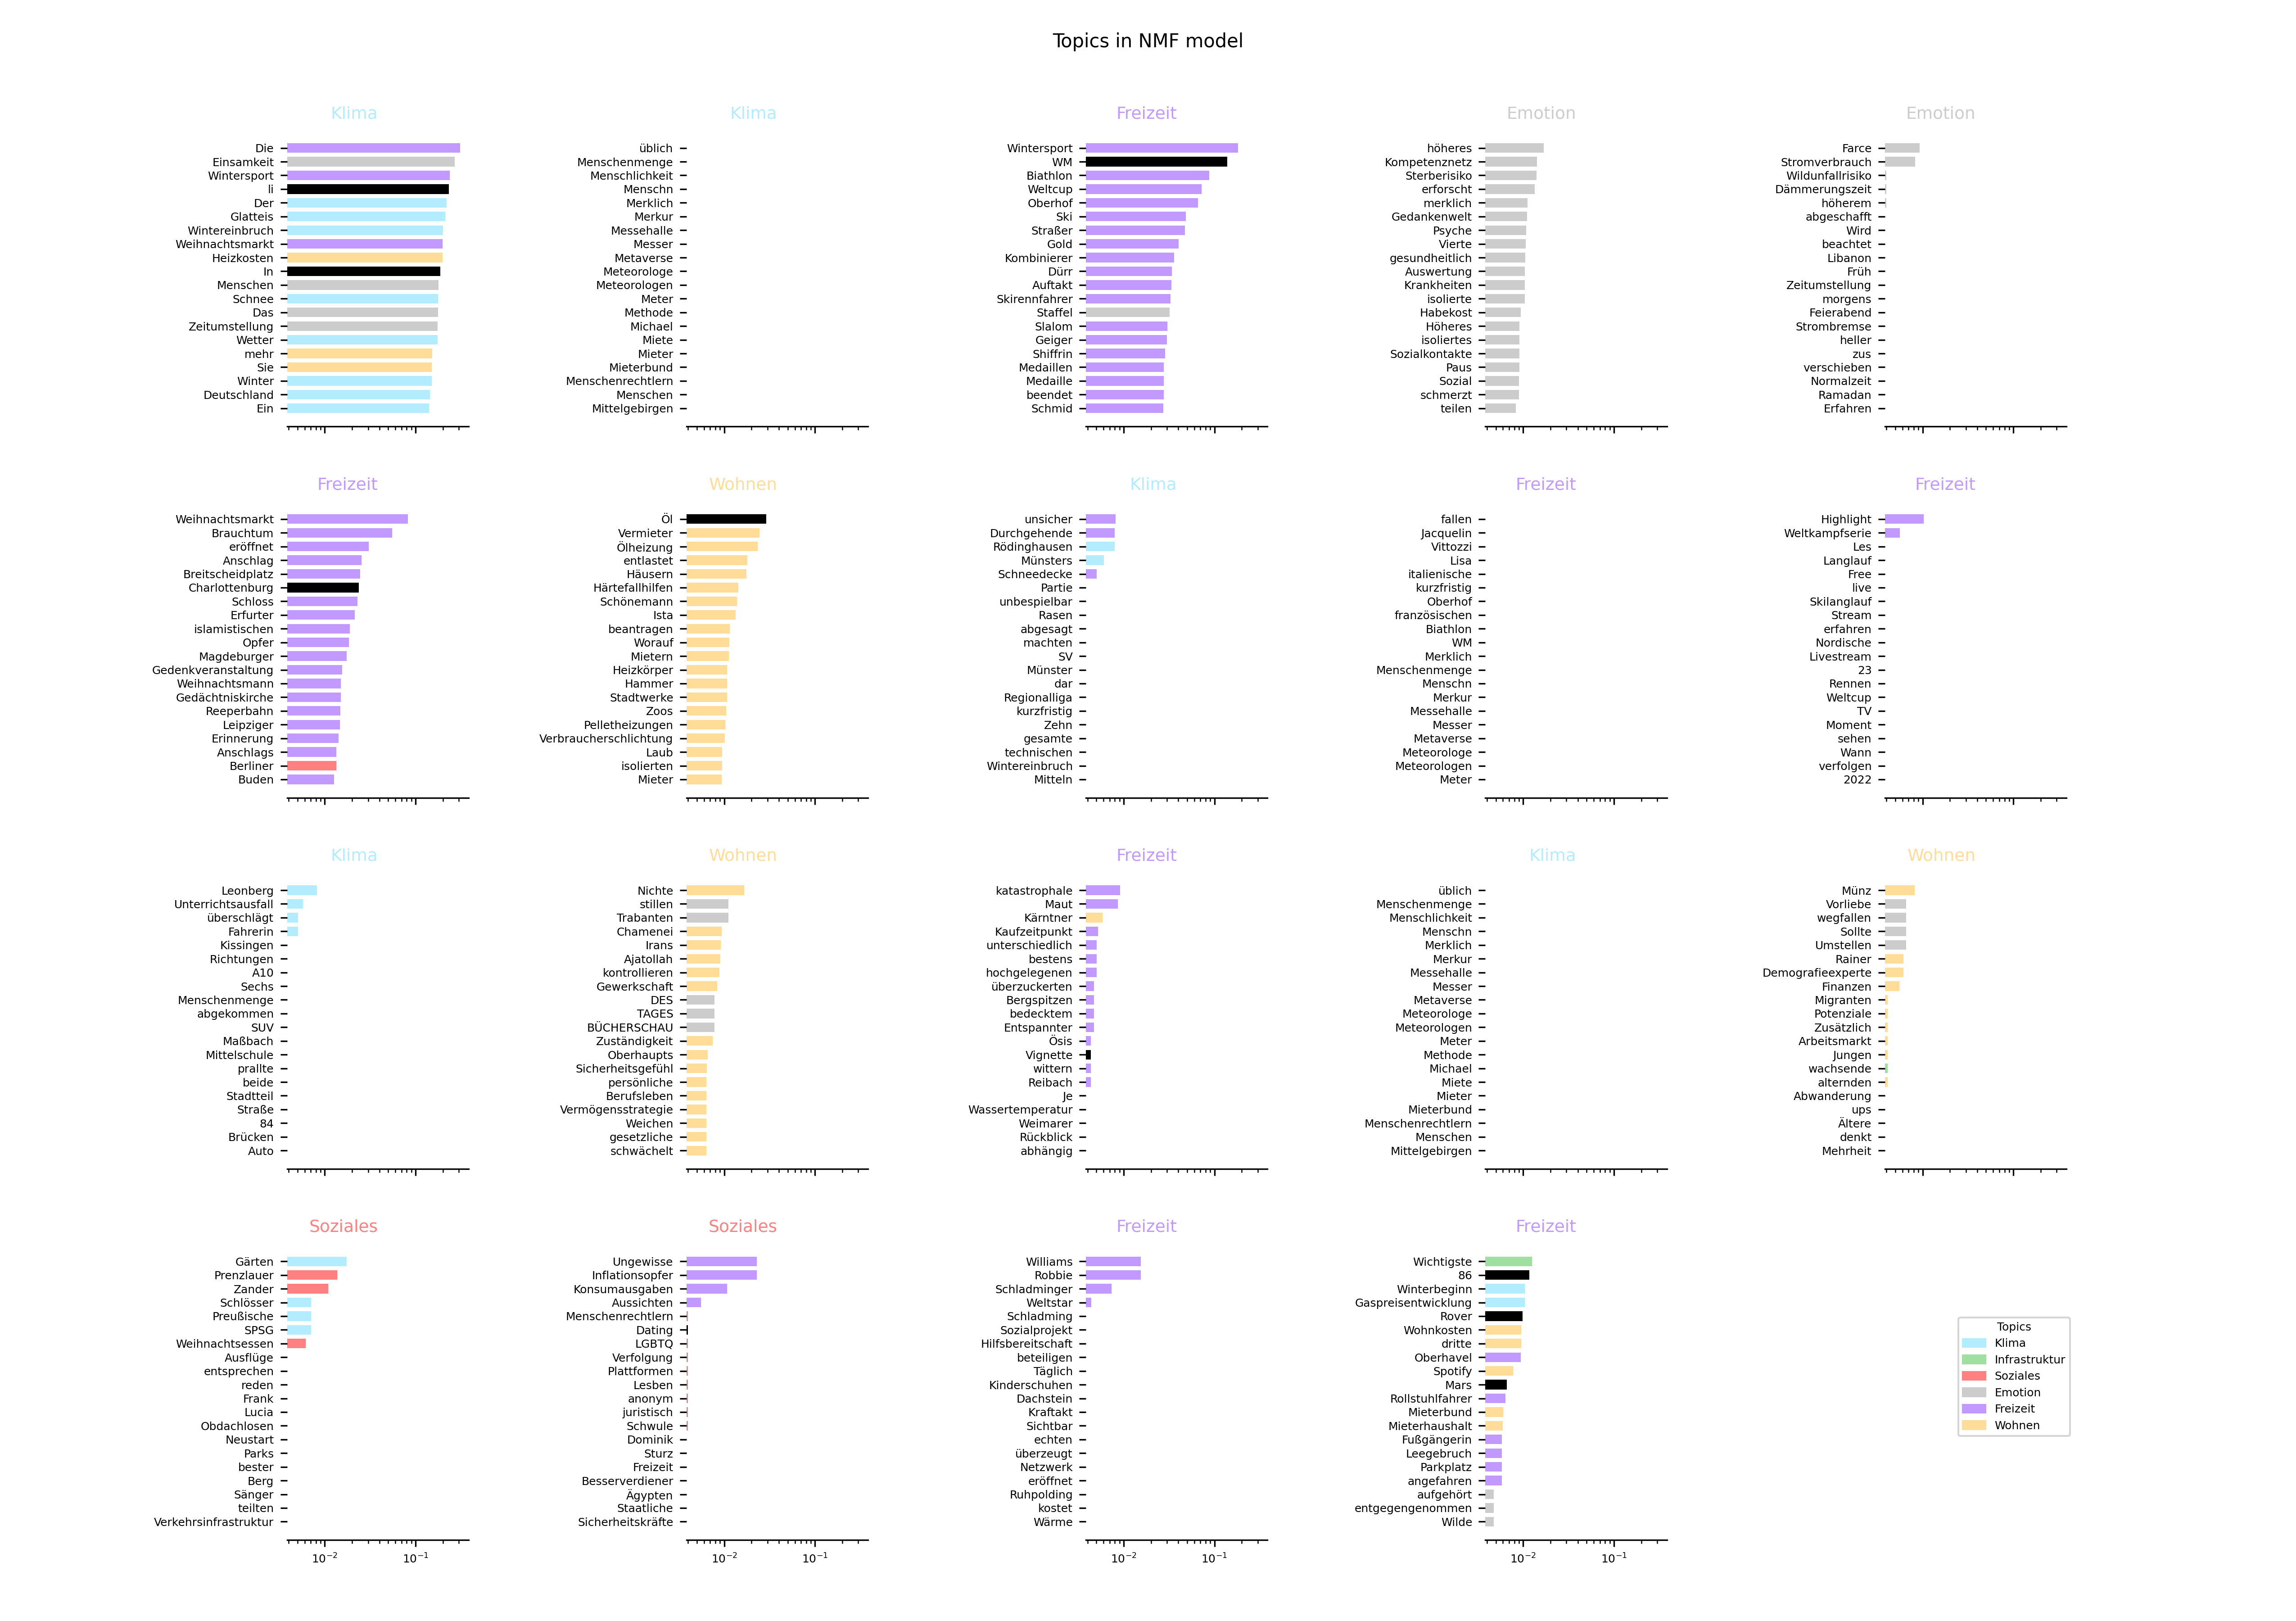 Topics in NMF model
Klima
Die
Einsamkeit
Wintersport
li
Der
Glatteis
Wintereinbruch
Weihnachtsmarkt
Heizkosten
In
Menschen
Schnee
Das
Zeitumstellung
Wetter
mehr
Sie
Winter
Deutschland
Ein
Klima
üblich
Menschenmenge
Menschlichkeit
Menschn
Merklich
Merkur
Messehalle
Messer
Metaverse
Meteorologe
Meteorologen
Meter
Methode
Michael
Miete
Mieter
Mieterbund
Menschenrechtlern
Menschen
Mittelgebirgen
Freizeit
Wintersport
WM
Biathlon
Weltcup
Oberhof
Ski
Straßer
Gold
Kombinierer
Dürr
Auftakt
Skirennfahrer
Staffel
Slalom
Geiger
Shiffrin
Medaillen
Medaille
beendet
Schmid
Emotion
höheres
Kompetenznetz
Sterberisiko
erforscht
merklich
Gedankenwelt
Psyche
Vierte
gesundheitlich
Auswertung
Krankheiten
isolierte
Habekost
Höheres
isoliertes
Sozialkontakte
Paus
Sozial
schmerzt
teilen
Emotion
Farce
Stromverbrauch
Wildunfallrisiko
Dämmerungszeit
höherem
abgeschafft
Wird
beachtet
Libanon
Früh
Zeitumstellung
morgens
Feierabend
Strombremse
heller
zus
verschieben
Normalzeit
Ramadan
Erfahren
Freizeit
Weihnachtsmarkt
Brauchtum
eröffnet
Anschlag
Breitscheidplatz
Charlottenburg
Schloss
Erfurter
islamistischen
Opfer
Magdeburger
Gedenkveranstaltung
Weihnachtsmann
Gedächtniskirche
Reeperbahn
Leipziger
Erinnerung
Anschlags
Berliner
Buden
Wohnen
Öl
Vermieter
Ölheizung
entlastet
Häusern
Härtefallhilfen
Schönemann
Ista
beantragen
Worauf
Mietern
Heizkörper
Hammer
Stadtwerke
Zoos
Pelletheizungen
Verbraucherschlichtung
Laub
isolierten
Mieter
Klima
unsicher
Durchgehende
Rödinghausen
Münsters
Schneedecke
Partie
unbespielbar
Rasen
abgesagt
machten
SV
Münster
dar
Regionalliga
kurzfristig
Zehn
gesamte
technischen
Wintereinbruch
Mitteln
Freizeit
fallen
Jacquelin
Vittozzi
Lisa
italienische
kurzfristig
Oberhof
französischen
Biathlon
WM
Merklich
Menschenmenge
Menschn
Merkur
Messehalle
Messer
Metaverse
Meteorologe
Meteorologen
Meter
Freizeit
Highlight
Weltkampfserie
Les
Langlauf
Free
live
Skilanglauf
Stream
erfahren
Nordische
Livestream
23
Rennen
Weltcup
TV
Moment
sehen
Wann
verfolgen
2022
Klima
Leonberg
Unterrichtsausfall
überschlägt
Fahrerin
Kissingen
Richtungen
A10
Sechs
Menschenmenge
abgekommen
SUV
Maßbach
Mittelschule
prallte
beide
Stadtteil
Straße
84
Brücken
Auto
Wohnen
Nichte
stillen
Trabanten
Chamenei
Irans
Ajatollah
kontrollieren
Gewerkschaft
DES
TAGES
BÜCHERSCHAU
Zuständigkeit
Oberhaupts
Sicherheitsgefühl
persönliche
Berufsleben
Vermögensstrategie
Weichen
gesetzliche
schwächelt
Freizeit
katastrophale
Maut
Kärntner
Kaufzeitpunkt
unterschiedlich
bestens
hochgelegenen
überzuckerten
Bergspitzen
bedecktem
Entspannter
Ösis
Vignette
wittern
Reibach
Je
Wassertemperatur
Weimarer
Rückblick
abhängig
Klima
üblich
Menschenmenge
Menschlichkeit
Menschn
Merklich
Merkur
Messehalle
Messer
Metaverse
Meteorologe
Meteorologen
Meter
Methode
Michael
Miete
Mieter
Mieterbund
Menschenrechtlern
Menschen
Mittelgebirgen
Wohnen
Münz
Vorliebe
wegfallen
Sollte
Umstellen
Rainer
Demografieexperte
Finanzen
Migranten
Potenziale
Zusätzlich
Arbeitsmarkt
Jungen
wachsende
alternden
Abwanderung
ups
Ältere
denkt
Mehrheit
Soziales
Gärten
Prenzlauer
Zander
Schlösser
Preußische
SPSG
Weihnachtsessen
Ausflüge
entsprechen
reden
Frank
Lucia
Obdachlosen
Neustart
Parks
bester
Berg
Sänger
teilten
Verkehrsinfrastruktur
10⁻² 10⁻¹
Soziales
Ungewisse
Inflationsopfer
Konsumausgaben
Aussichten
Menschenrechtlern
Dating
LGBTQ
Verfolgung
Plattformen
Lesben
anonym
juristisch
Schwule
Dominik
Sturz
Freizeit
Besserverdiener
Ägypten
Staatliche
Sicherheitskräfte
10⁻² 10⁻¹
Freizeit
Williams
Robbie
Schladminger
Weltstar
Schladming
Sozialprojekt
Hilfsbereitschaft
beteiligen
Täglich
Kinderschuhen
Dachstein
Kraftakt
Sichtbar
echten
überzeugt
Netzwerk
eröffnet
Ruhpolding
kostet
Wärme
10⁻² 10⁻¹
Freizeit
Wichtigste
86
Winterbeginn
Gaspreisentwicklung
Rover
Wohnkosten
dritte
Oberhavel
Spotify
Mars
Rollstuhlfahrer
Mieterbund
Mieterhaushalt
Fußgängerin
Leegebruch
Parkplatz
angefahren
aufgehört
entgegengenommen
Wilde
10⁻² 10⁻¹
Topics
Klima
Infrastruktur
Soziales
Emotion
Freizeit
Wohnen